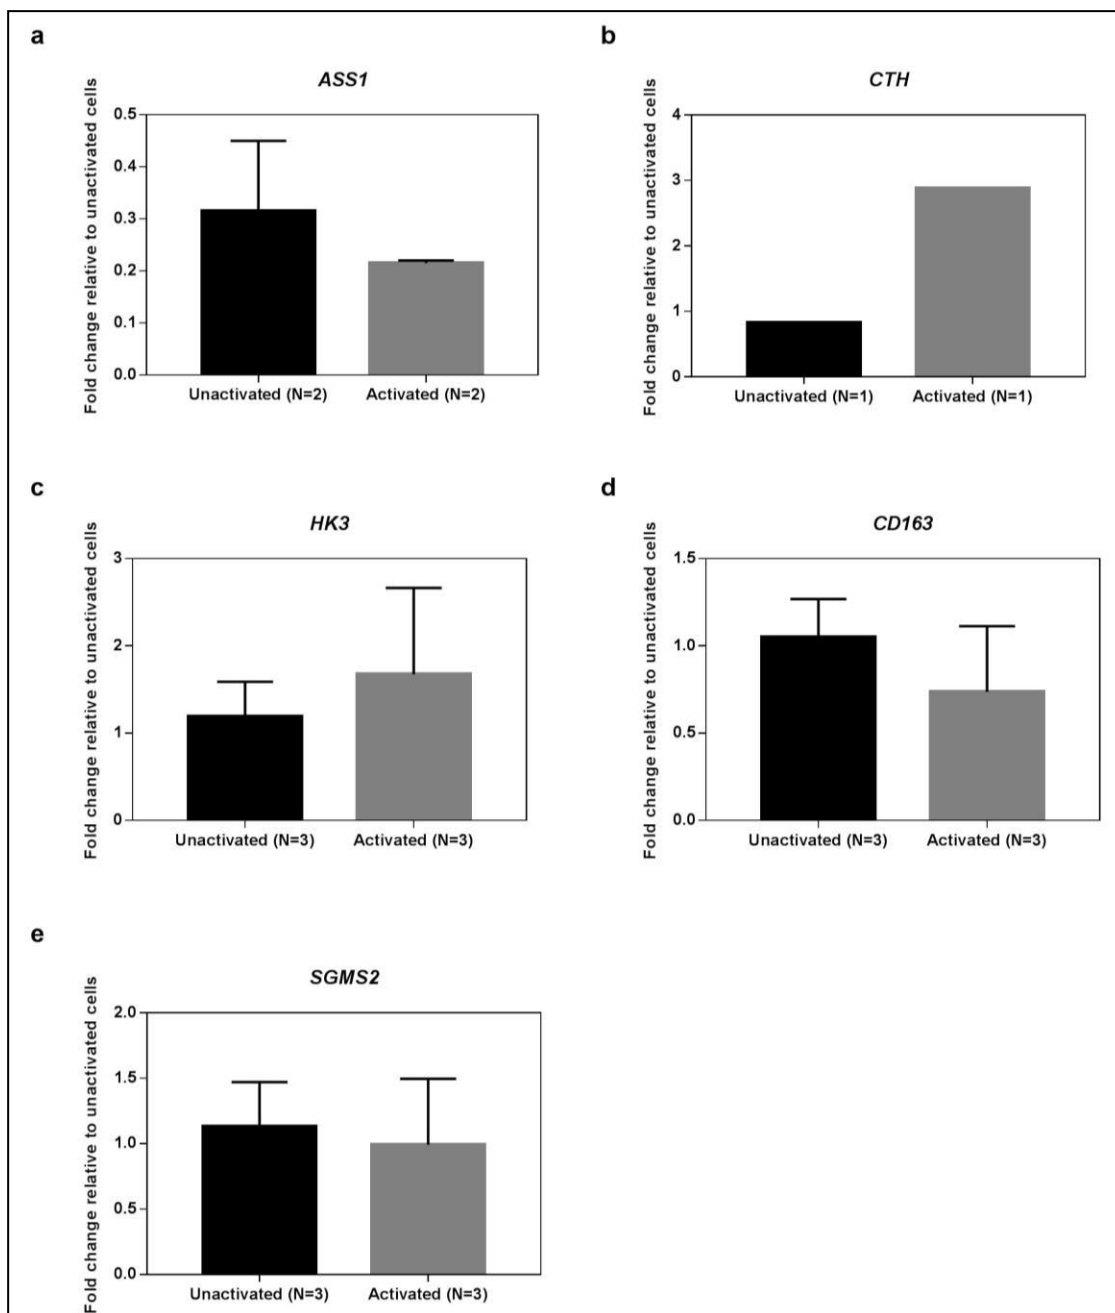 a
ASS1
Fold change relative to unactivated cells
0.5
0.4
0.3
0.2
0.1
0.0
Unactivated (N=2) Activated (N=2)
b
CTH
Fold change relative to unactivated cells
4
3
2
1
0
Unactivated (N=1) Activated (N=1)
c
HK3
Fold change relative to unactivated cells
3
2
1
0
Unactivated (N=3) Activated (N=3)
d
CD163
Fold change relative to unactivated cells
1.5
1.0
0.5
0.0
Unactivated (N=3) Activated (N=3)
e
SGMS2
Fold change relative to unactivated cells
2.0
1.5
1.0
0.5
0.0
Unactivated (N=3) Activated (N=3)